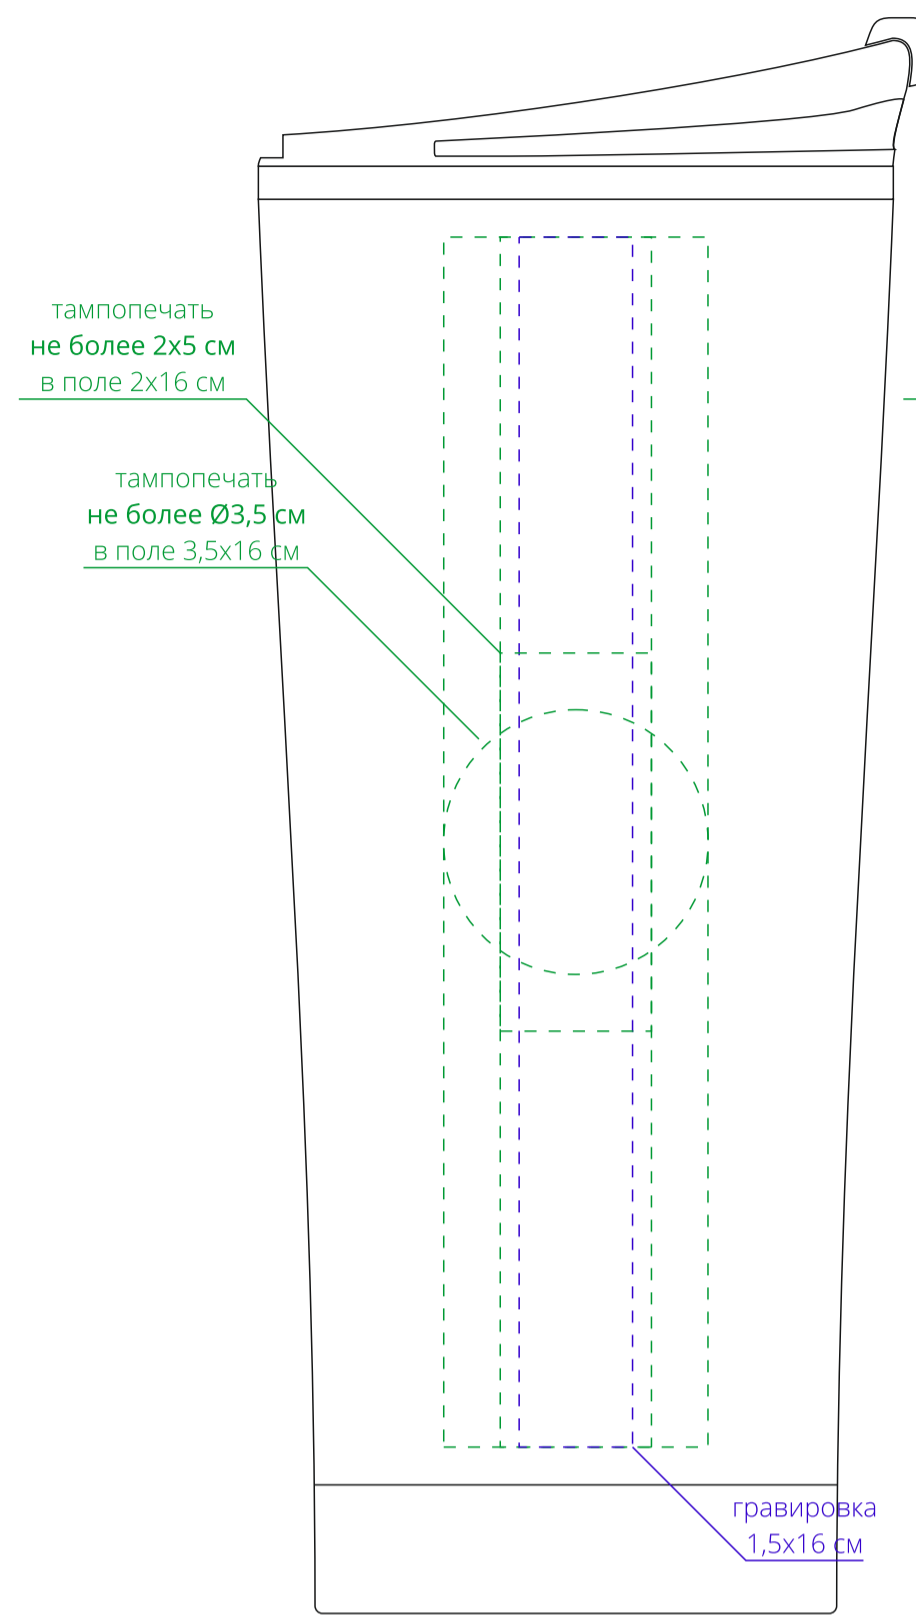 тампопечать
не более 2х5 см
в поле 2х16 см
тампопечать
не более Ø3,5 см
в поле 3,5х16 см
гравировка
1,5х16 см